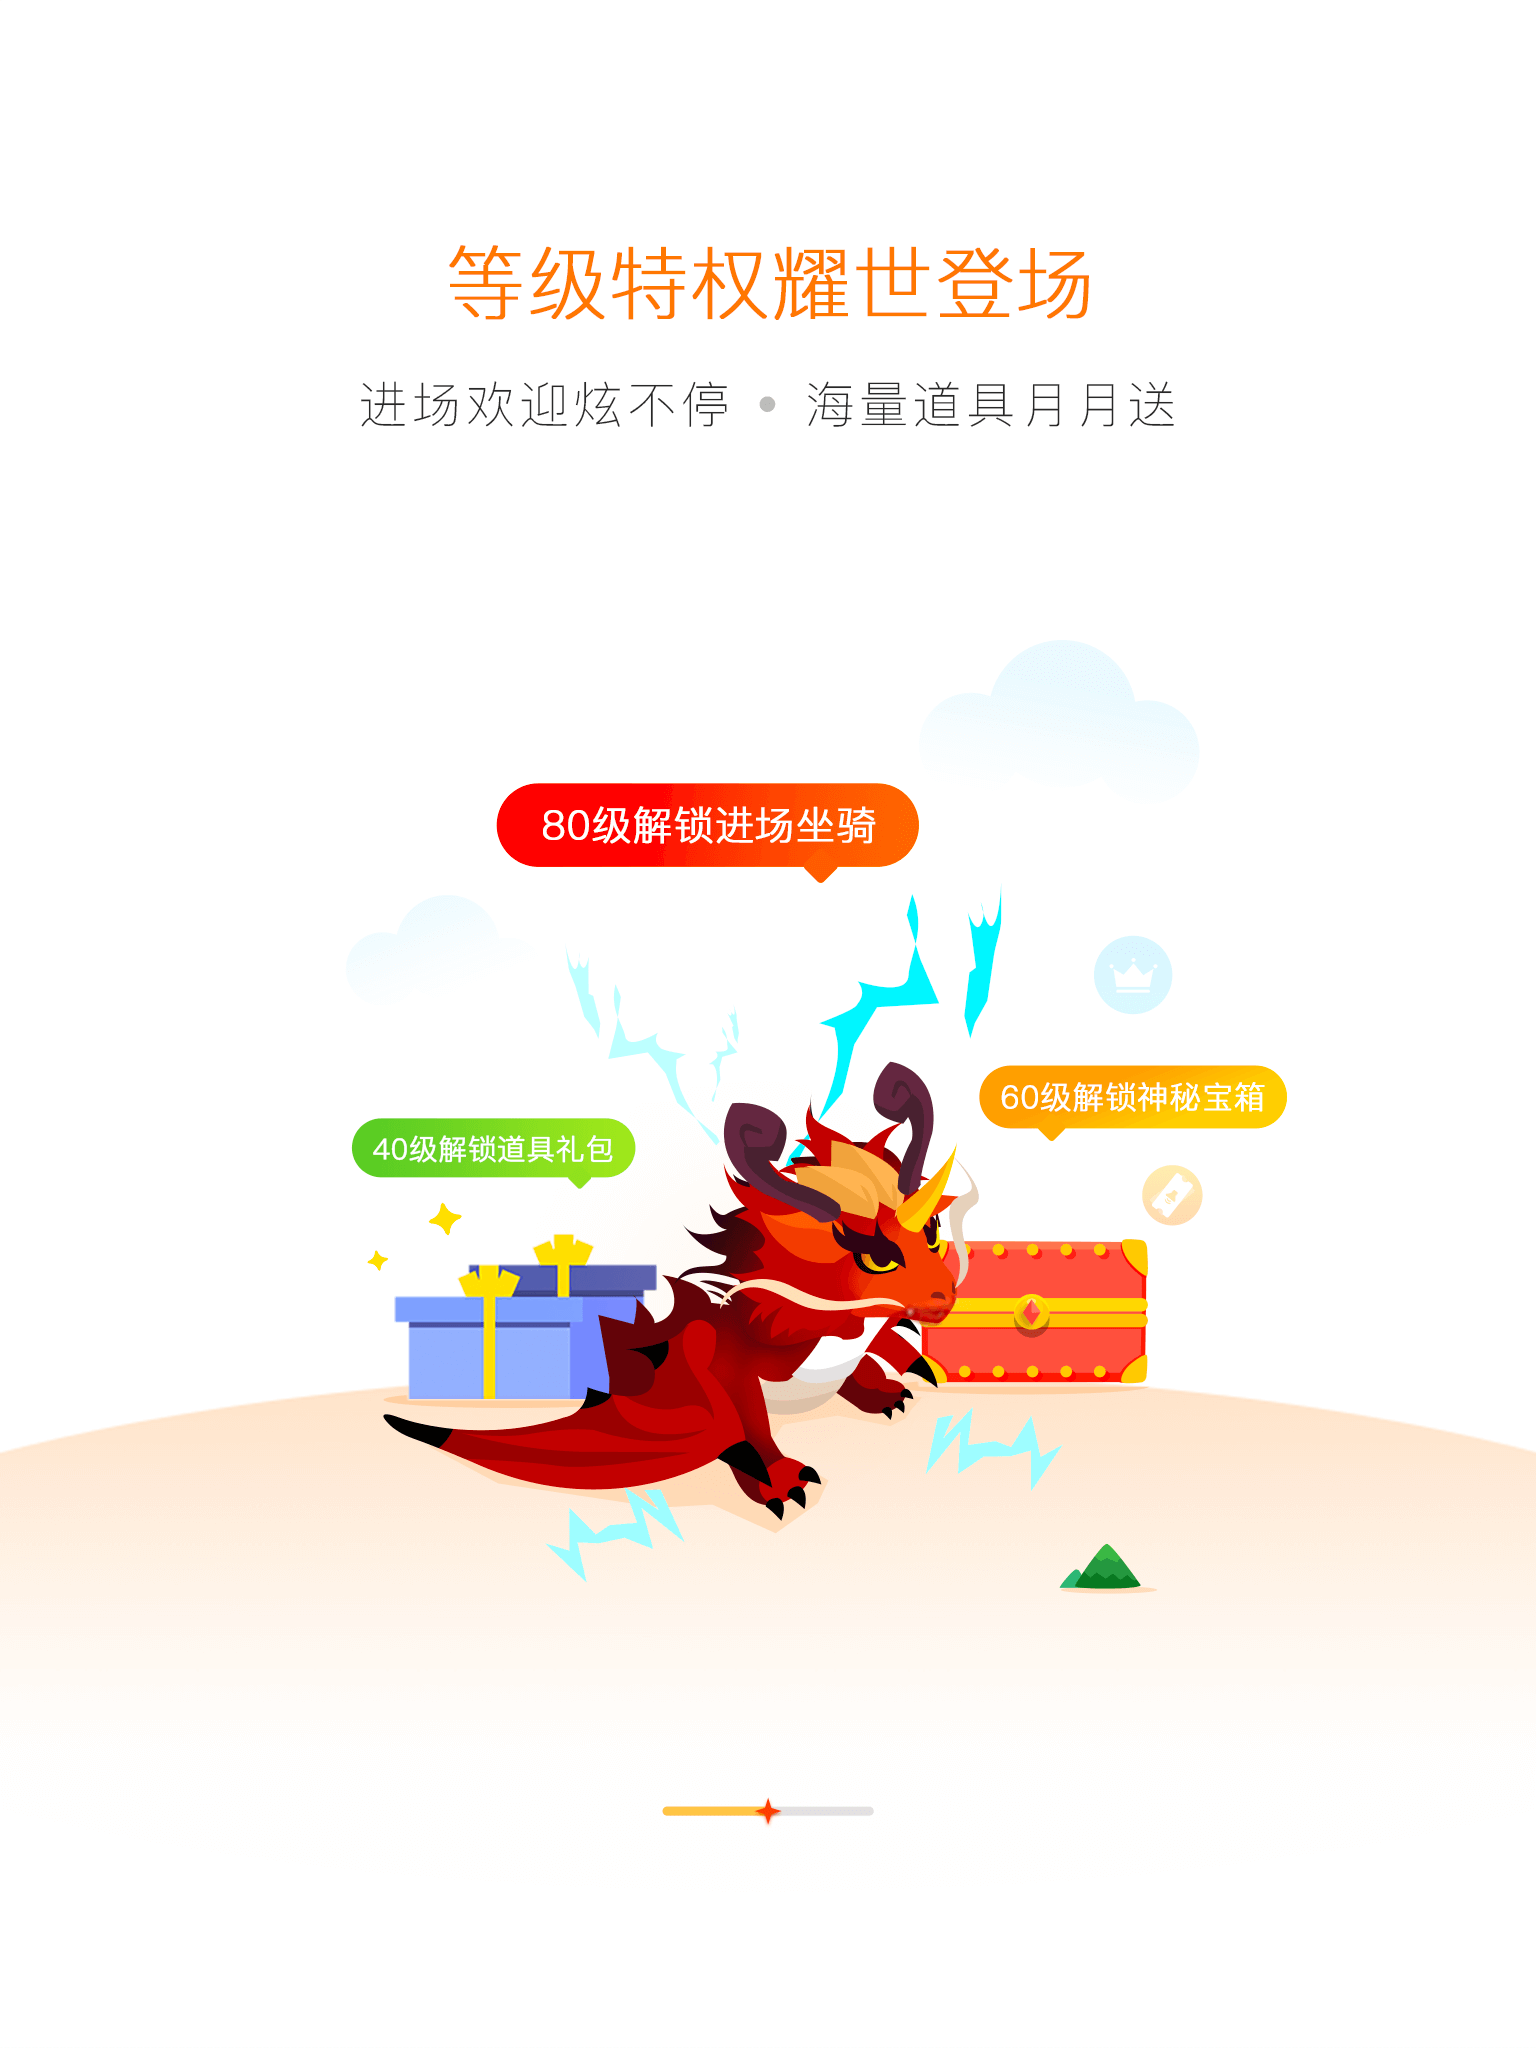 等级特权耀世登场
进场欢迎炫不停 • 海量道具月月送
80级解锁进场坐骑
60级解锁神秘宝箱
40级解锁道具礼包